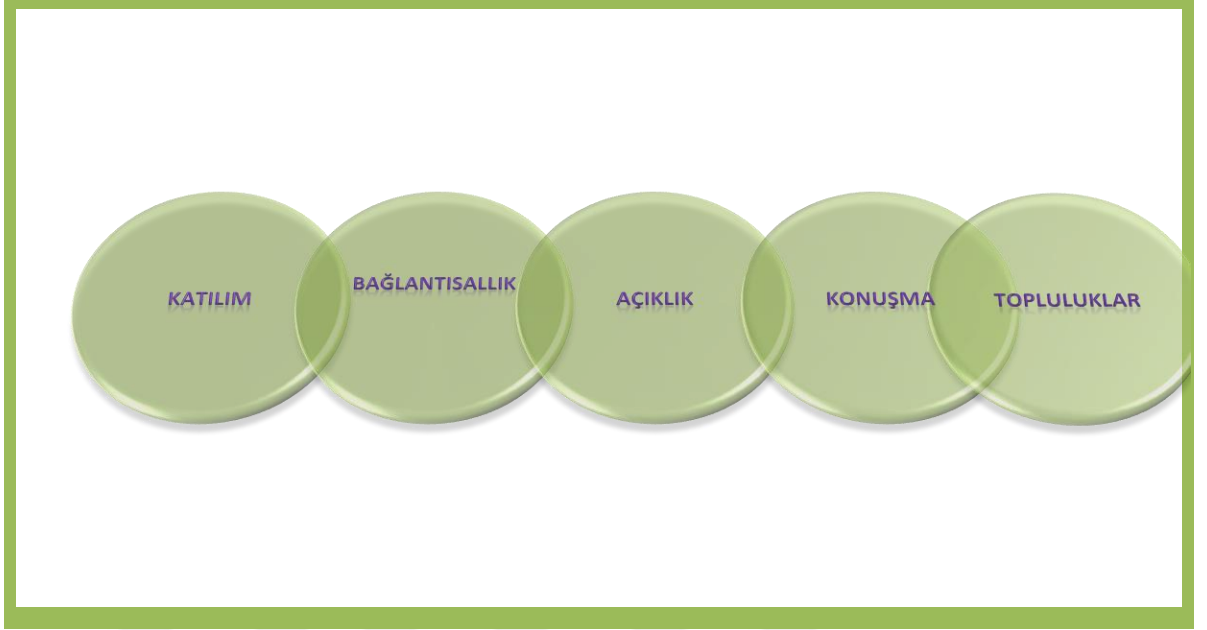 KATILIM
BAĞLANTISALLIK
AÇIKLIK
KONUŞMA
TOPLULUKLAR